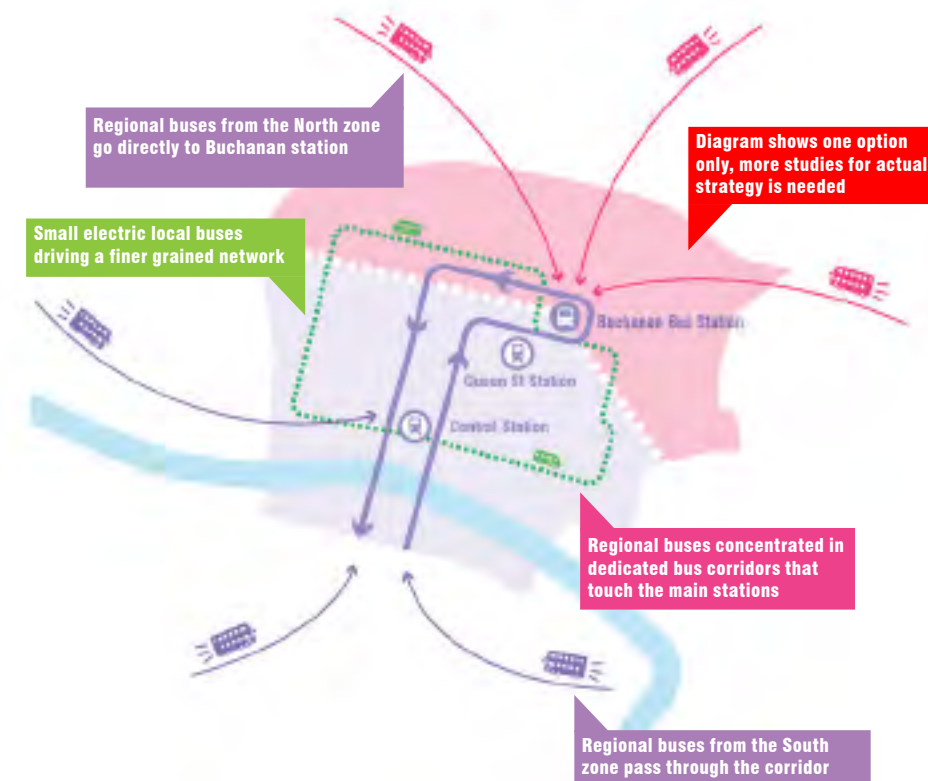 Regional buses from the North zone
go directly to Buchanan station
Diagram shows one option
only, more studies for actual
strategy is needed
Small electric local buses
driving a finer grained network
Buchanan Bus Station
Queen St Station
Central Station
Regional buses concentrated in
dedicated bus corridors that
touch the main stations
Regional buses from the South
zone pass through the corridor